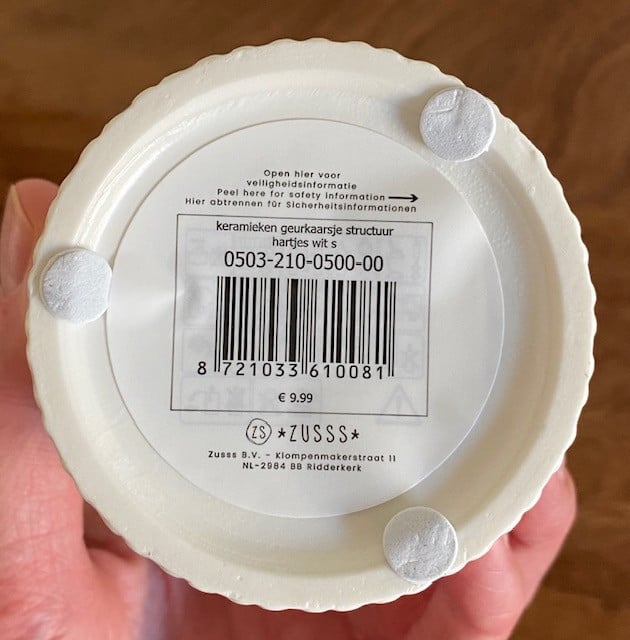 Open hier voor
veiligheidsinformatie
Peel here for safety information
Hier abtrennen für Sicherheitsinformationen
keramieken geurkaarsje structuur
hartjes wit s
0503-210-0500-00
8 721033 610081
€ 9.99
ZS *ZUSSS*
Zusss B.V. - Klompenmakerstraat 11
NL-2984 BB Ridderkerk